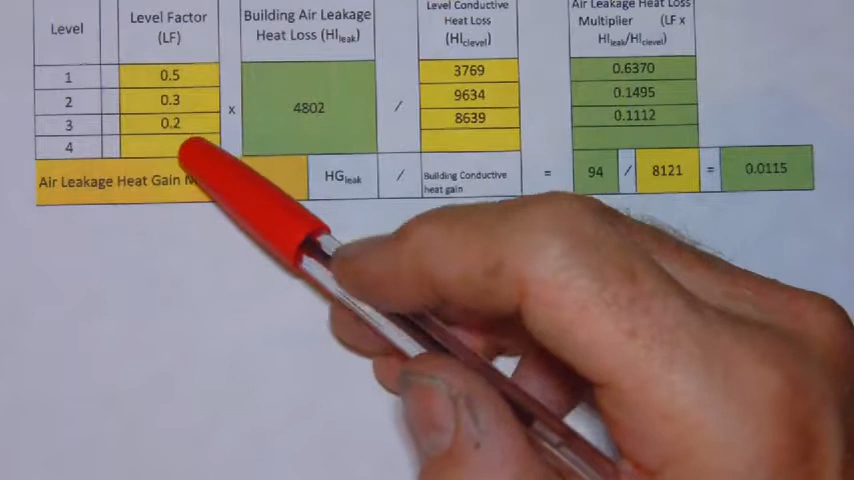 Level
Level Factor
(LF)
Building Air Leakage
Heat Loss (HLleak)
Level Conductive
Heat Loss
(HLclevel)
Air Leakage Heat Loss
Multiplier (LF x
HLleak/HLclevel)
1 0.5 3769 0.6370
2 0.3 9634 0.1495
x 4802 /
3 0.2 8639 0.1112
4
Air Leakage Heat Gain HGleak / Building Conductive heat gain = 94 / 8121 = 0.0115